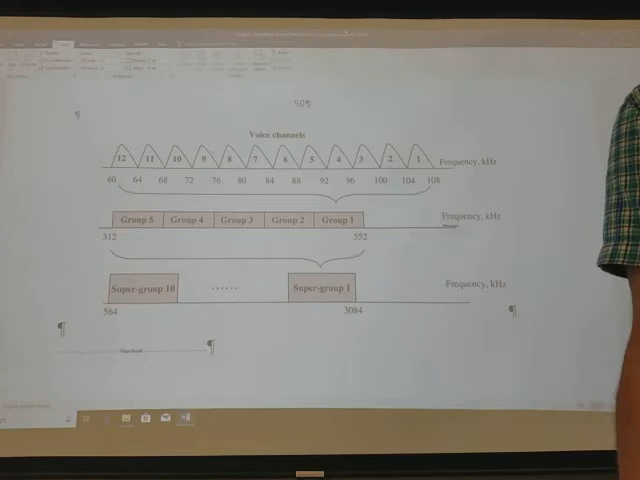 50¶
¶
Voice channels
12 11 10 9 8 7 6 5 4 3 2 1 Frequency, kHz
60 64 68 72 76 80 84 88 92 96 100 104 108
Group 5 Group 4 Group 3 Group 2 Group 1 Frequency, kHz
312 552
Super-group 10 ...... Super-group 1 Frequency, kHz
564 3084 ¶
¶
Page Break ¶